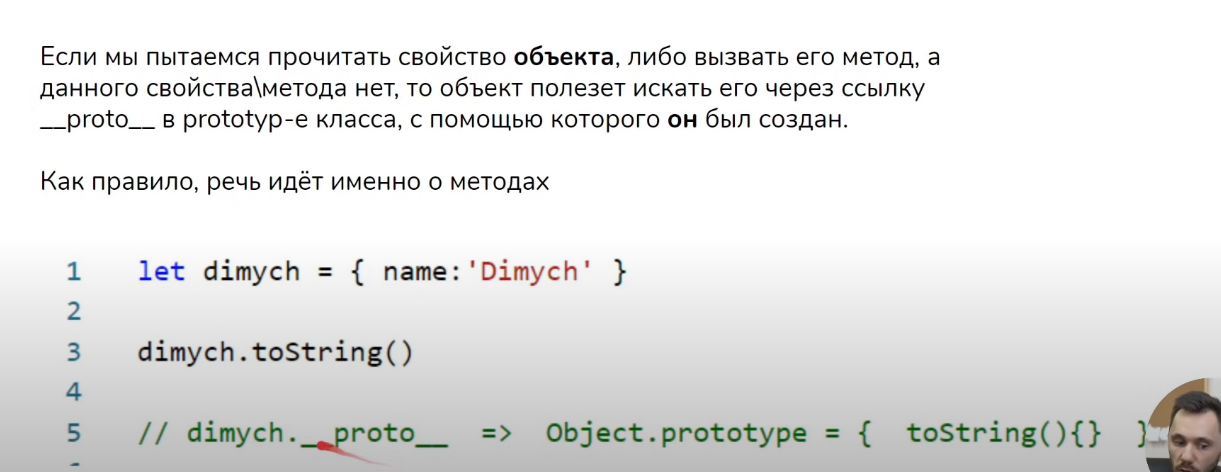 Если мы пытаемся прочитать свойство объекта, либо вызвать его метод, а
данного свойства\метода нет, то объект полезет искать его через ссылку
__proto__ в prototyp-е класса, с помощью которого он был создан.
Как правило, речь идёт именно о методах
1 let dimych = { name:'Dimych' }
2
3 dimych.toString()
4
5 // dimych.__proto__ => Object.prototype = { toString(){} }